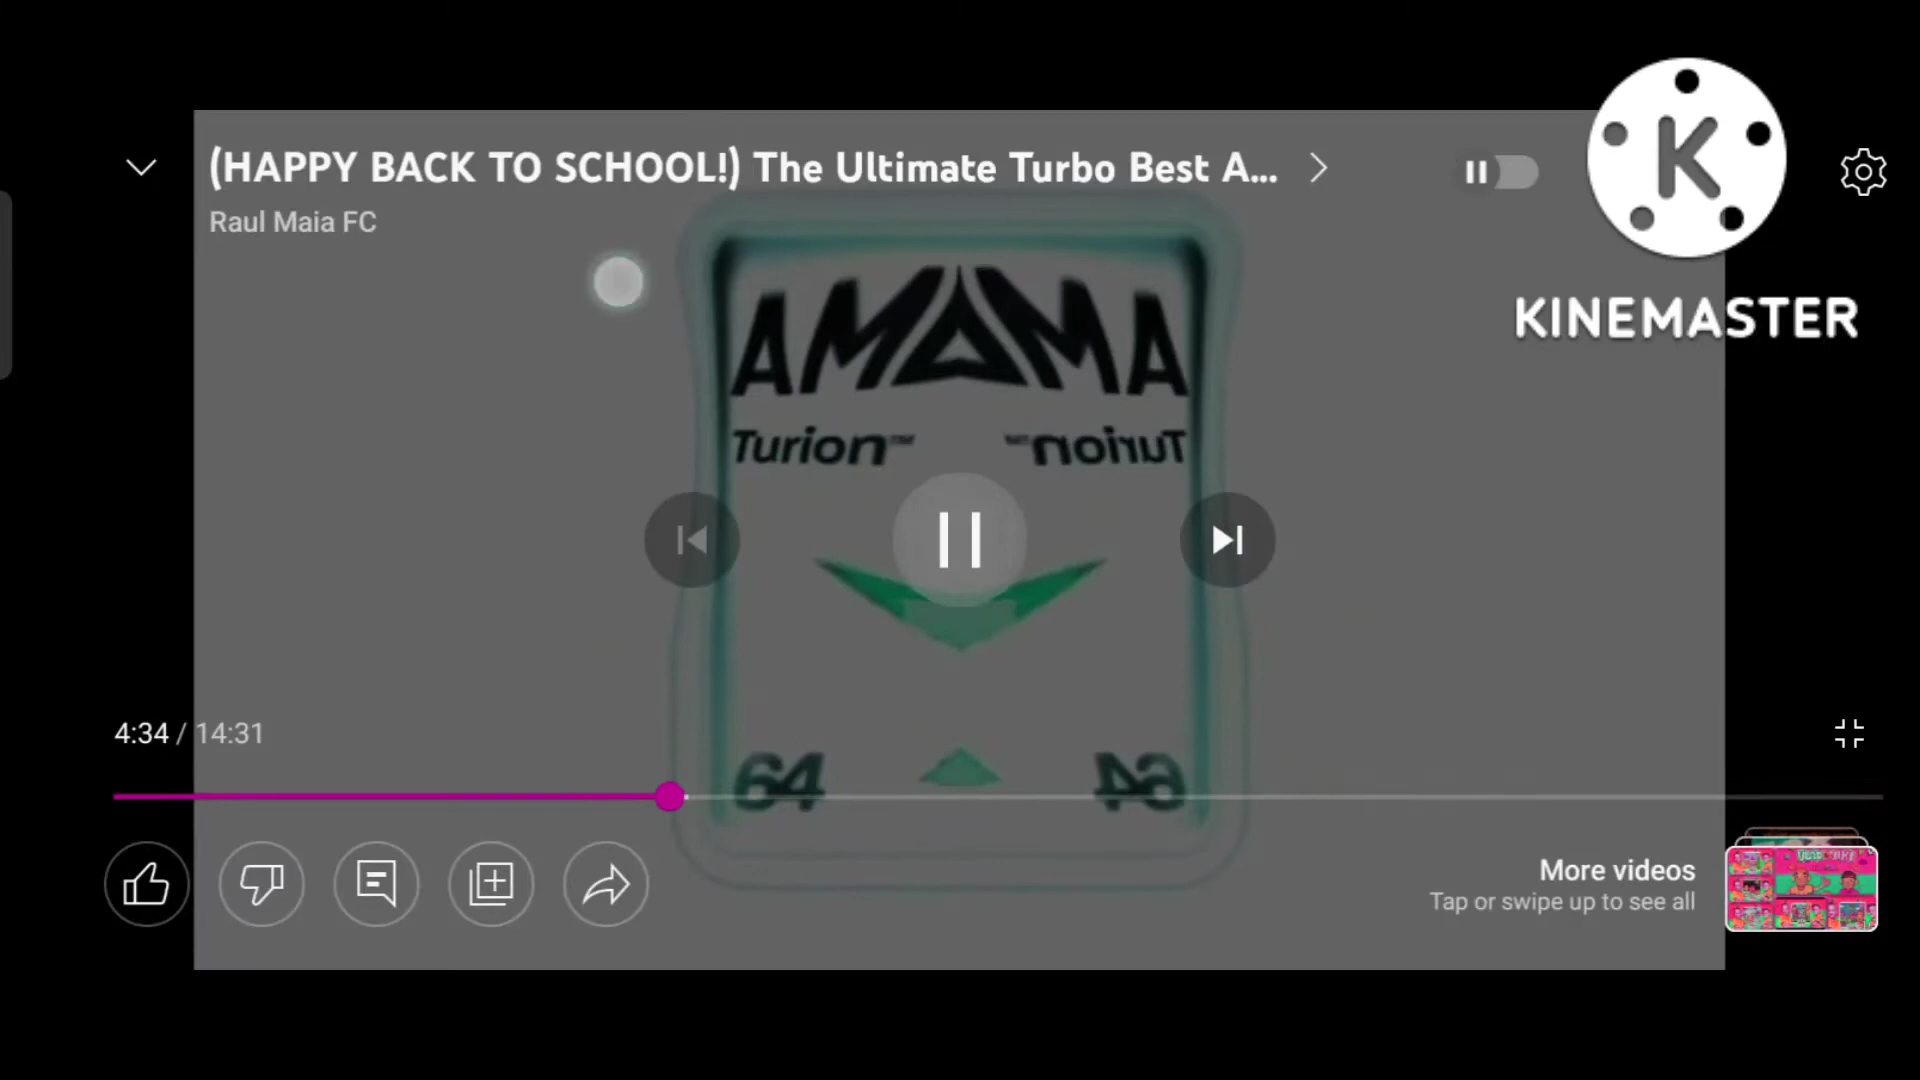 (HAPPY BACK TO SCHOOL!) The Ultimate Turbo Best A...
Raul Maia FC
K
KINEMASTER
AMAMA
Turion™ Turion™
4:34 / 14:31
64 64
More videos
Tap or swipe up to see all